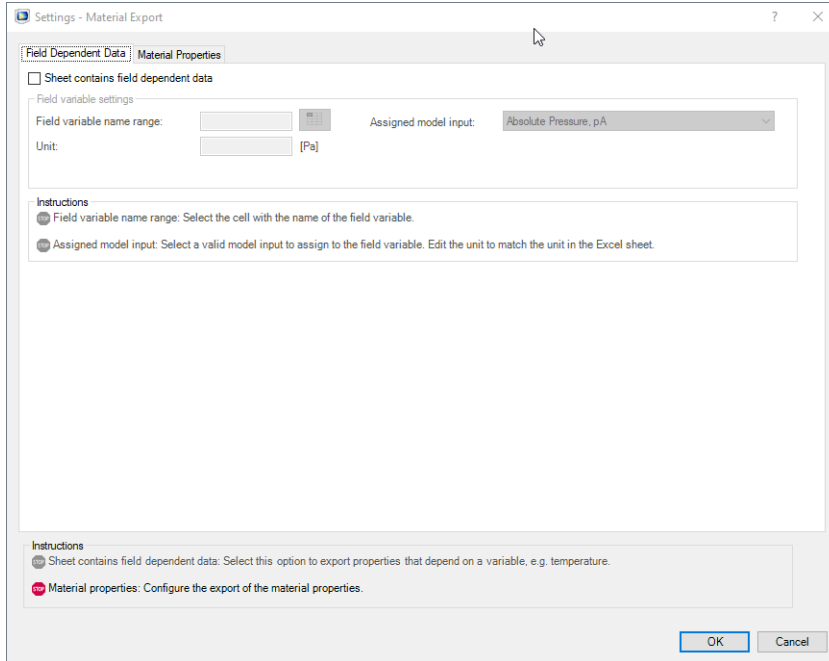 Settings - Material Export
?
Field Dependent Data
Material Properties
Sheet contains field dependent data
Field variable settings
Field variable name range:
Assigned model input:
Absolute Pressure, pA
Unit:
[Pa]
Instructions
STOP Field variable name range: Select the cell with the name of the field variable.
STOP Assigned model input: Select a valid model input to assign to the field variable. Edit the unit to match the unit in the Excel sheet.
Instructions
STOP Sheet contains field dependent data: Select this option to export properties that depend on a variable, e.g. temperature.
STOP Material properties: Configure the export of the material properties.
OK
Cancel